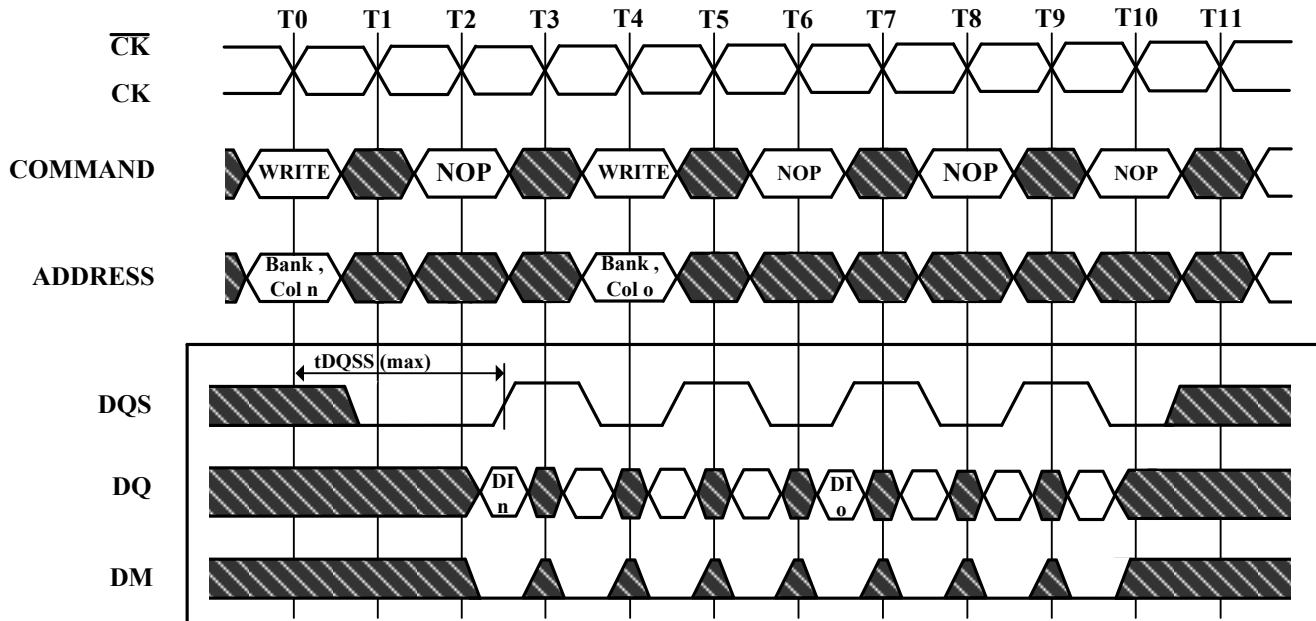 T0 T1 T2 T3 T4 T5 T6 T7 T8 T9 T10 T11
CK
CK
COMMAND
WRITE NOP WRITE NOP NOP NOP
ADDRESS
Bank ,
Col n
Bank ,
Col o
tDQSS (max)
DQS
DQ
DI
n
DI
o
DM